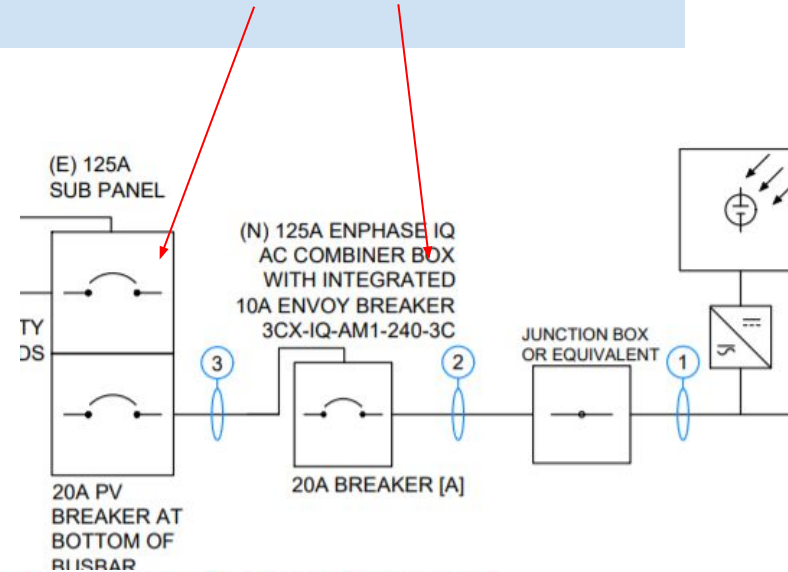 (E) 125A
SUB PANEL
(N) 125A ENPHASE IQ
AC COMBINER BOX
WITH INTEGRATED
10A ENVOY BREAKER
3CX-IQ-AM1-240-3C
TY
DS
JUNCTION BOX
OR EQUIVALENT
3
2
1
20A BREAKER [A]
20A PV
BREAKER AT
BOTTOM OF
BUSBAR